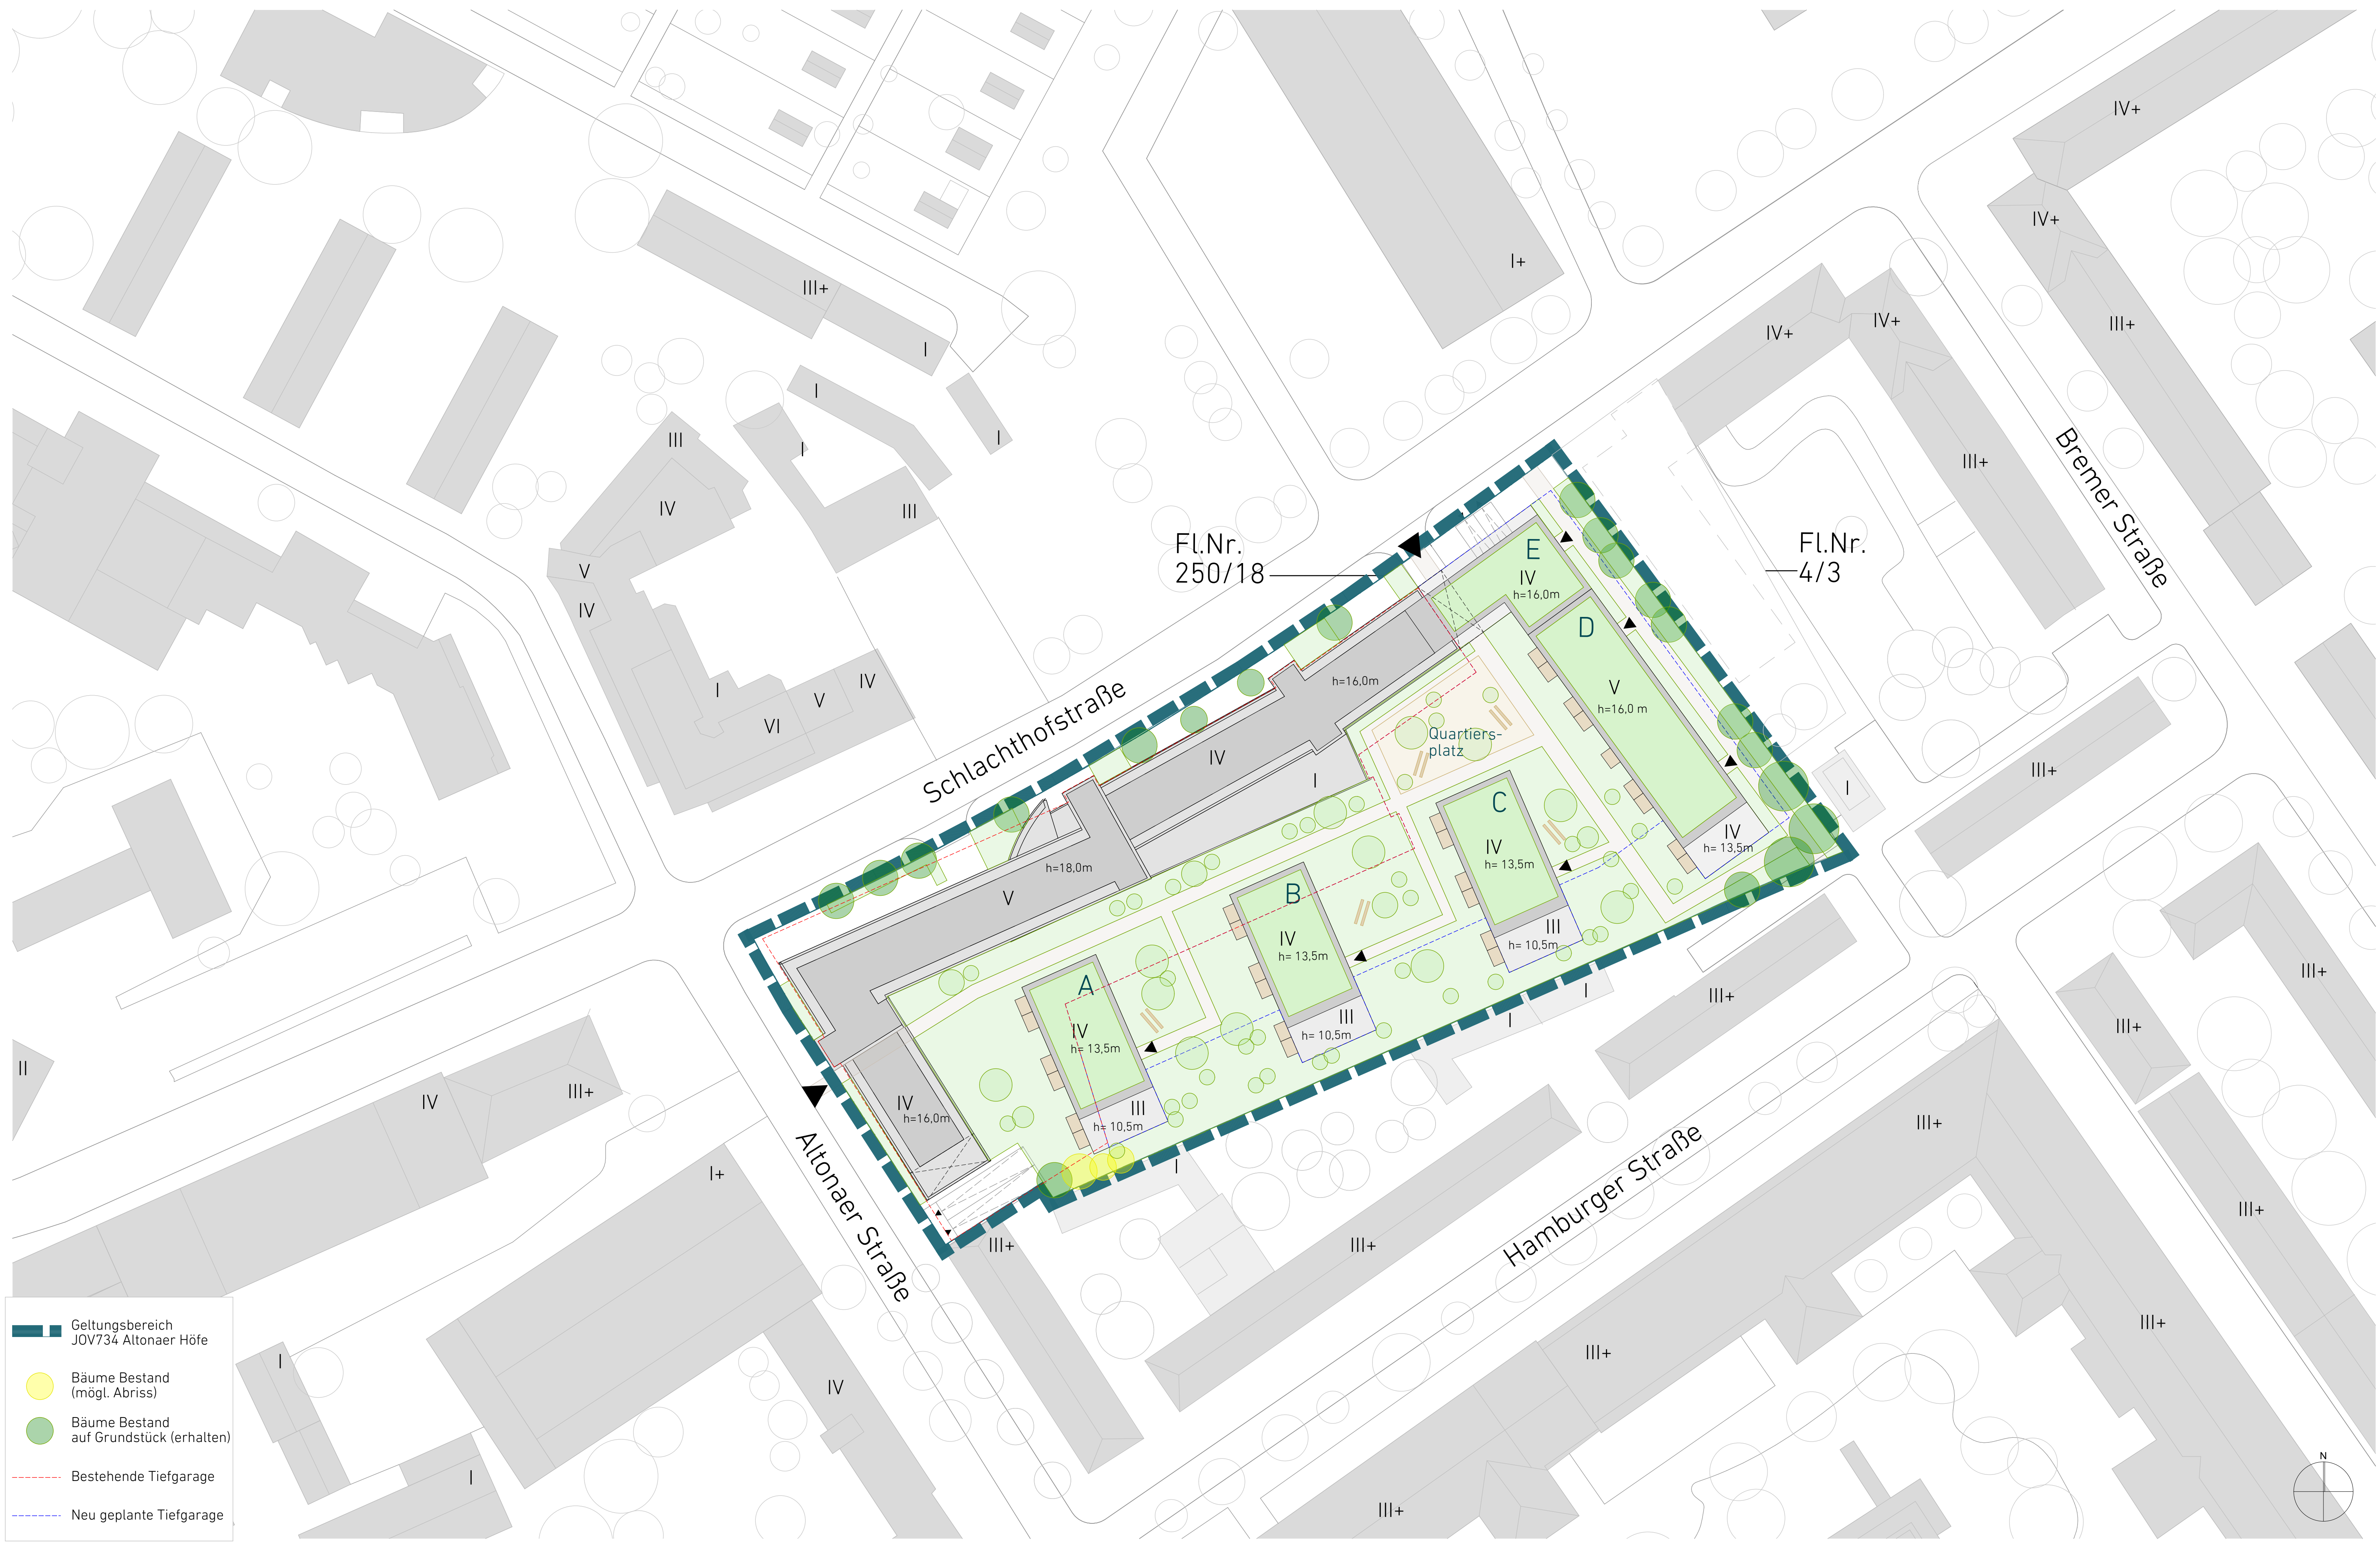 IV+
IV+
I+
III+
III+
IV+
IV+
I
I
III
I
I
IV
III
III+
Bremer Straße
Fl.Nr.
250/18
Fl.Nr.
4/3
E
IV
h=16,0m
V
IV
D
V
h=16,0 m
I
IV
V
VI
IV
h=16,0m
Schlachthofstraße
Quartiers-
platz
IV
I
III+
I
C
IV
h= 13,5m
IV
h= 13,5m
h=18,0m
V
B
IV
h= 13,5m
III
h= 10,5m
III+
A
IV
h= 13,5m
III
h= 10,5m
I
I
III+
III+
II
IV
III+
IV
h=16,0m
III
h= 10,5m
III+
I+
I
Altonaer Straße
Hamburger Straße
III+
III+
III+
III+
III+
I
IV
I
III+
Geltungsbereich
JOV734 Altonaer Höfe
Bäume Bestand
(mögl. Abriss)
Bäume Bestand
auf Grundstück (erhalten)
Bestehende Tiefgarage
Neu geplante Tiefgarage
III+
N